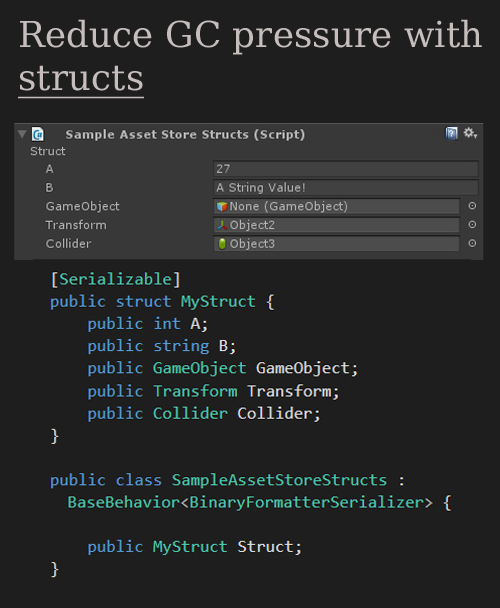 Reduce GC pressure with
structs
Sample Asset Store Structs (Script)
Struct
A 27
B A String Value!
GameObject None (GameObject)
Transform Object2
Collider Object3
[Serializable]
public struct MyStruct {
public int A;
public string B;
public GameObject GameObject;
public Transform Transform;
public Collider Collider;
}
public class SampleAssetStoreStructs :
BaseBehavior<BinaryFormatterSerializer> {
public MyStruct Struct;
}